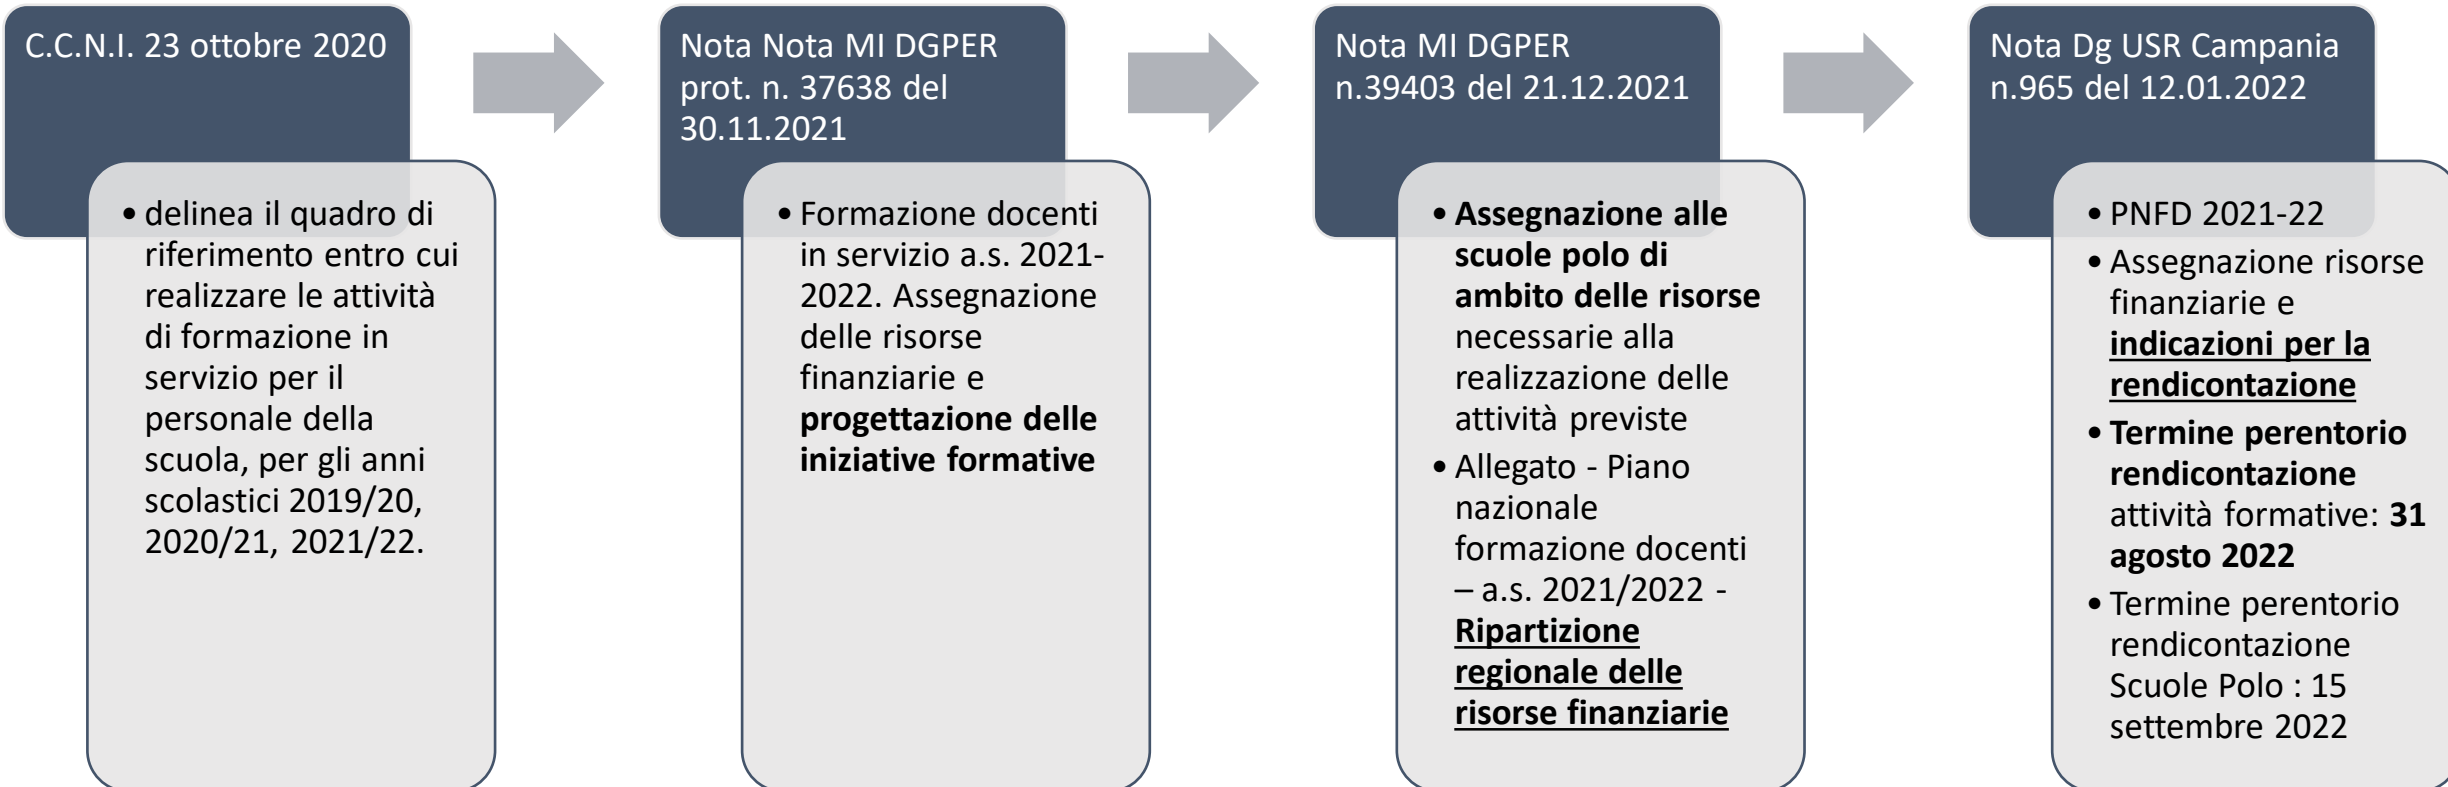 C.C.N.I. 23 ottobre 2020
• delinea il quadro di
riferimento entro cui
realizzare le attività
di formazione in
servizio per il
personale della
scuola, per gli anni
scolastici 2019/20,
2020/21, 2021/22.
Nota Nota MI DGPER
prot. n. 37638 del
30.11.2021
• Formazione docenti
in servizio a.s. 2021-
2022. Assegnazione
delle risorse
finanziarie e
progettazione delle
iniziative formative
Nota MI DGPER
n.39403 del 21.12.2021
• Assegnazione alle
scuole polo di
ambito delle risorse
necessarie alla
realizzazione delle
attività previste
• Allegato - Piano
nazionale
formazione docenti
– a.s. 2021/2022 -
Ripartizione
regionale delle
risorse finanziarie
Nota Dg USR Campania
n.965 del 12.01.2022
• PNFD 2021-22
• Assegnazione risorse
finanziarie e
indicazioni per la
rendicontazione
• Termine perentorio
rendicontazione
attività formative: 31
agosto 2022
• Termine perentorio
rendicontazione
Scuole Polo : 15
settembre 2022